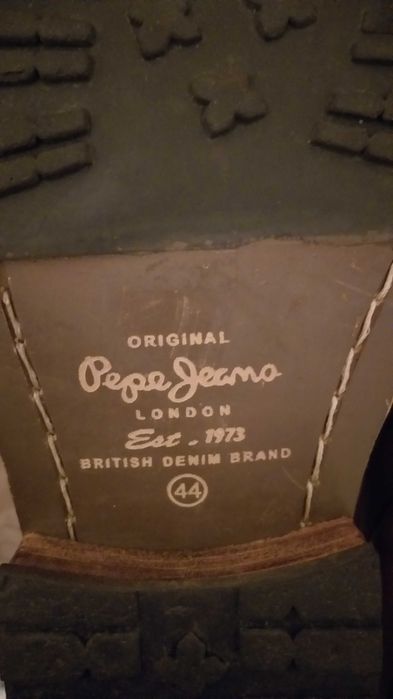 ORIGINAL
Pepe Jeans
LONDON
Est. 1973
BRITISH DENIM BRAND
44